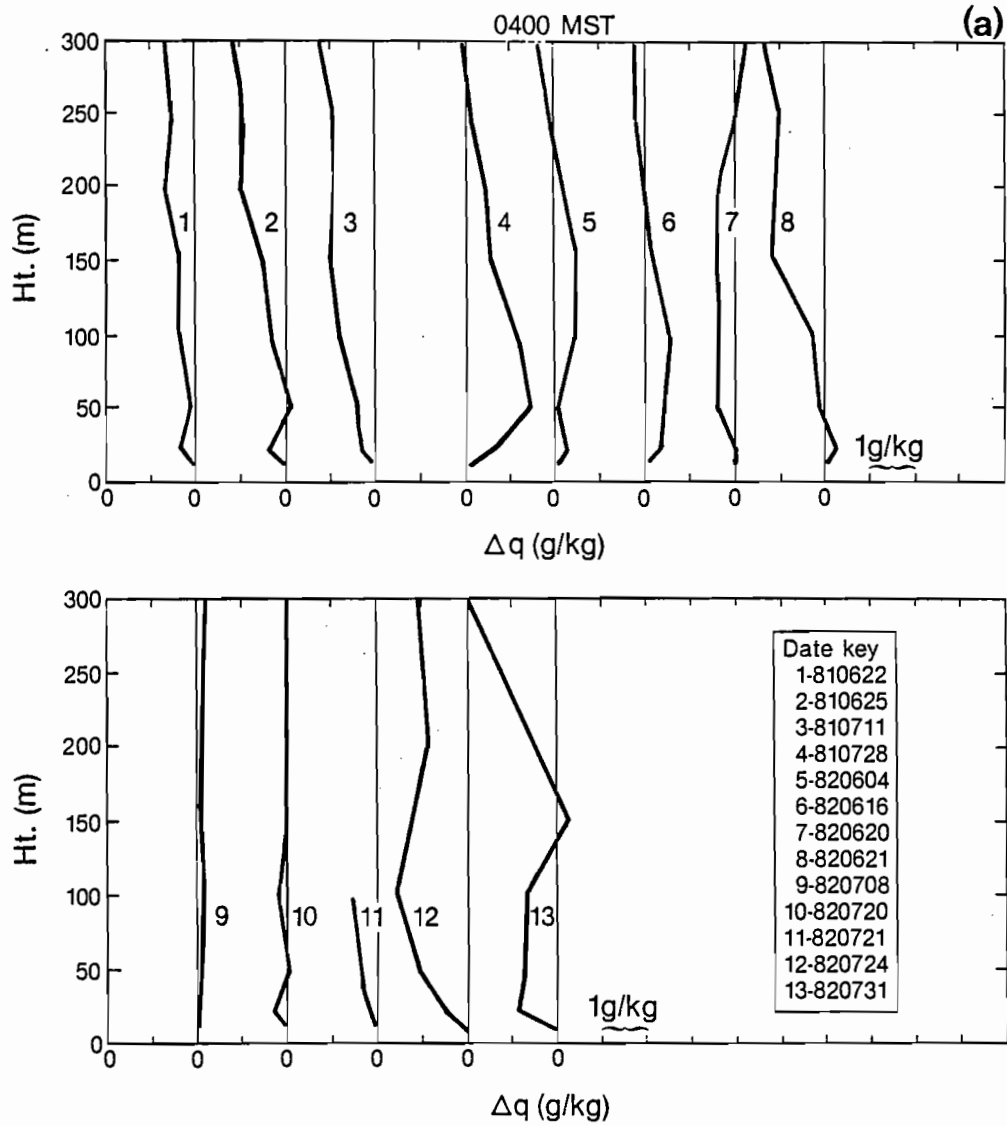 0400 MST
(a)
300
250
200
150
100
50
0
Ht. (m)
1 2 3 4 5 6 7 8
1g/kg
0 0 0 0 0 0 0 0
Δq (g/kg)
300
250
200
150
100
50
0
Ht. (m)
9 10 11 12 13
1g/kg
0 0 0 0 0 0
Δq (g/kg)
Date key
1-810622
2-810625
3-810711
4-810728
5-820604
6-820616
7-820620
8-820621
9-820708
10-820720
11-820721
12-820724
13-820731